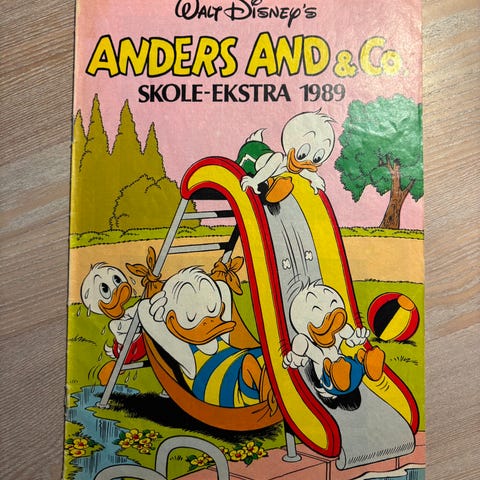 Walt Disney's
ANDERS AND & Co
SKOLE-EKSTRA 1989